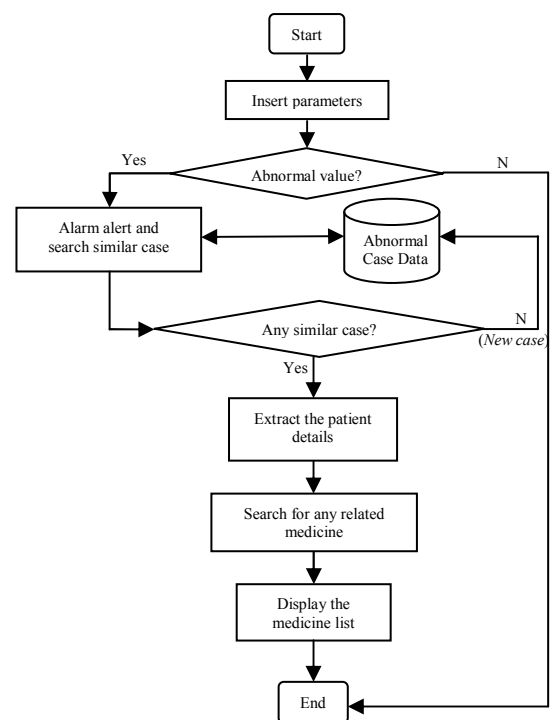 Start
Insert parameters
Yes
Abnormal value?
N
Alarm alert and
search similar case
Abnormal
Case Data
Any similar case?
N
(New case)
Yes
Extract the patient
details
Search for any related
medicine
Display the
medicine list
End